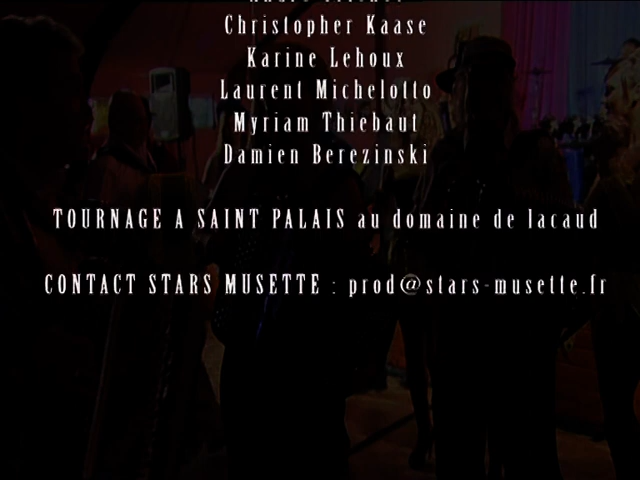 Christopher Kaase
Karine Lehoux
Laurent Michelotto
Myriam Thiebaut
Damien Berezinski
TOURNAGE A SAINT PALAIS au domaine de lacaud
CONTACT STARS MUSETTE : prod@stars-musette.fr